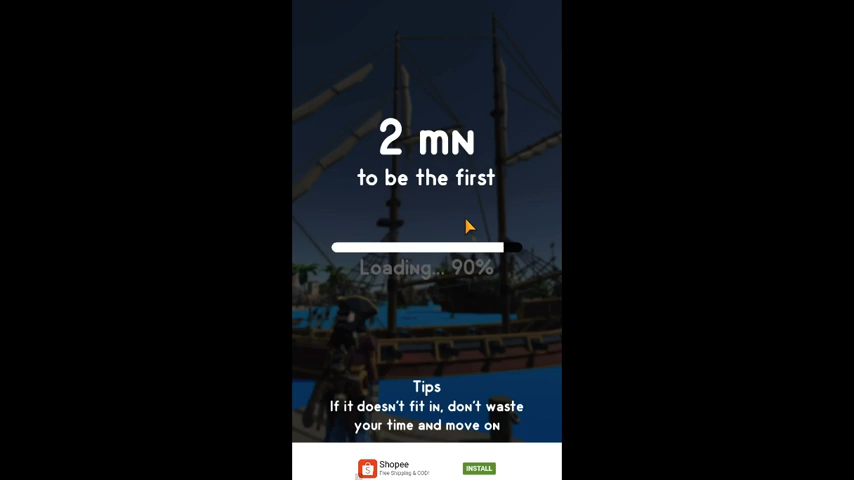 2 MN
to be the first
Loading... 90%
Tips
If it doesn't fit in, don't waste
your time and move on
Shopee
Free Shipping & COD!
INSTALL